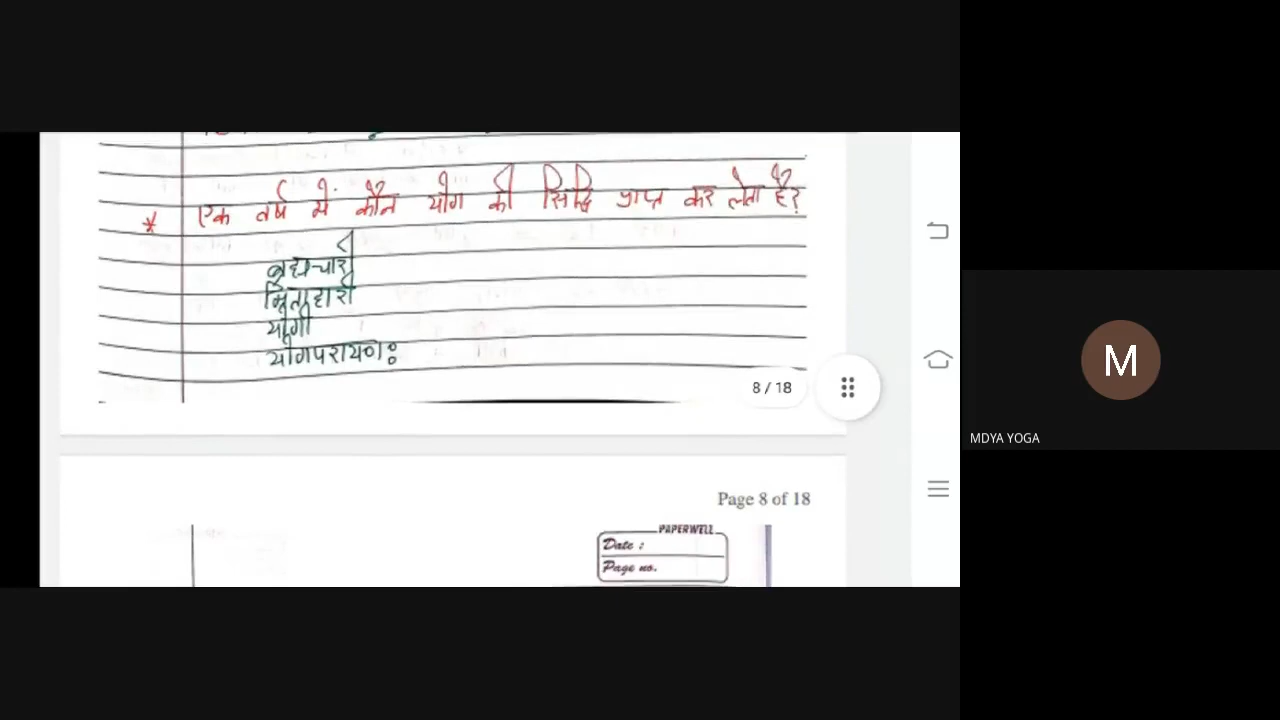 * एक वर्ष में कौन योग की सिद्धि प्राप्त कर लेता है?
ब्रह्मचारी
मिताहारी
योगी
योगपरायणः
8 / 18
M
MDYA YOGA
Page 8 of 18
PAPERWELL
Date :
Page no.